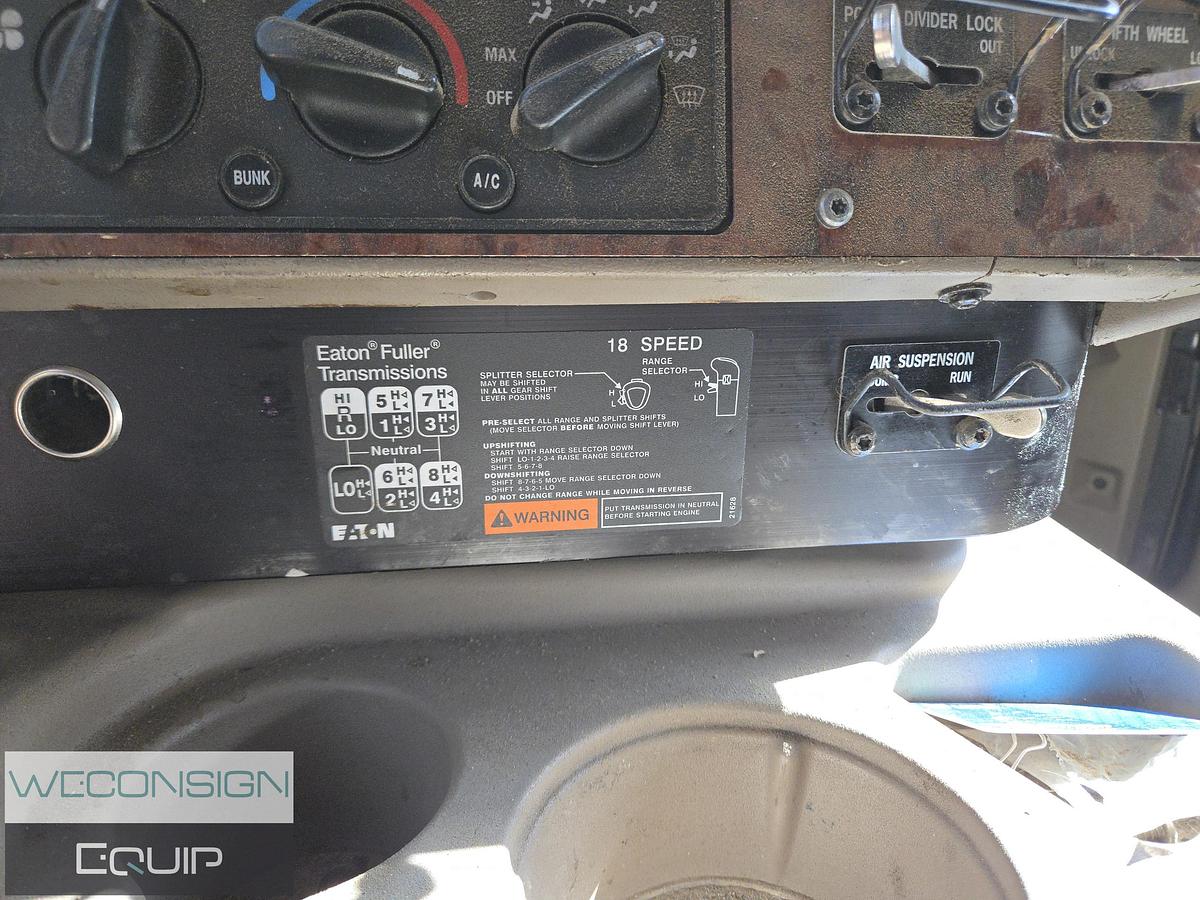 MAX
OFF
BUNK
A/C
DIVIDER LOCK
OUT
FTH WHEEL
Eaton® Fuller®
Transmissions
18 SPEED
HI
R
LO
5 H L
1 H L
7 H L
3 H L
Neutral
LO H L
6 H L
2 H L
8 H L
4 H L
EATON
SPLITTER SELECTOR
MAY BE SHIFTED
IN ALL GEAR SHIFT
LEVER POSITIONS
H
L
RANGE
SELECTOR
HI
LO
PRE-SELECT ALL RANGE AND SPLITTER SHIFTS
(MOVE SELECTOR BEFORE MOVING SHIFT LEVER)
UPSHIFTING
START WITH RANGE SELECTOR DOWN
SHIFT LO-1-2-3-4 RAISE RANGE SELECTOR
SHIFT 5-6-7-8
DOWNSHIFTING
SHIFT 8-7-6-5 MOVE RANGE SELECTOR DOWN
SHIFT 4-3-2-1-LO
DO NOT CHANGE RANGE WHILE MOVING IN REVERSE
WARNING
PUT TRANSMISSION IN NEUTRAL
BEFORE STARTING ENGINE
21628
AIR SUSPENSION
RUN
WECONSIGN
EQUIP